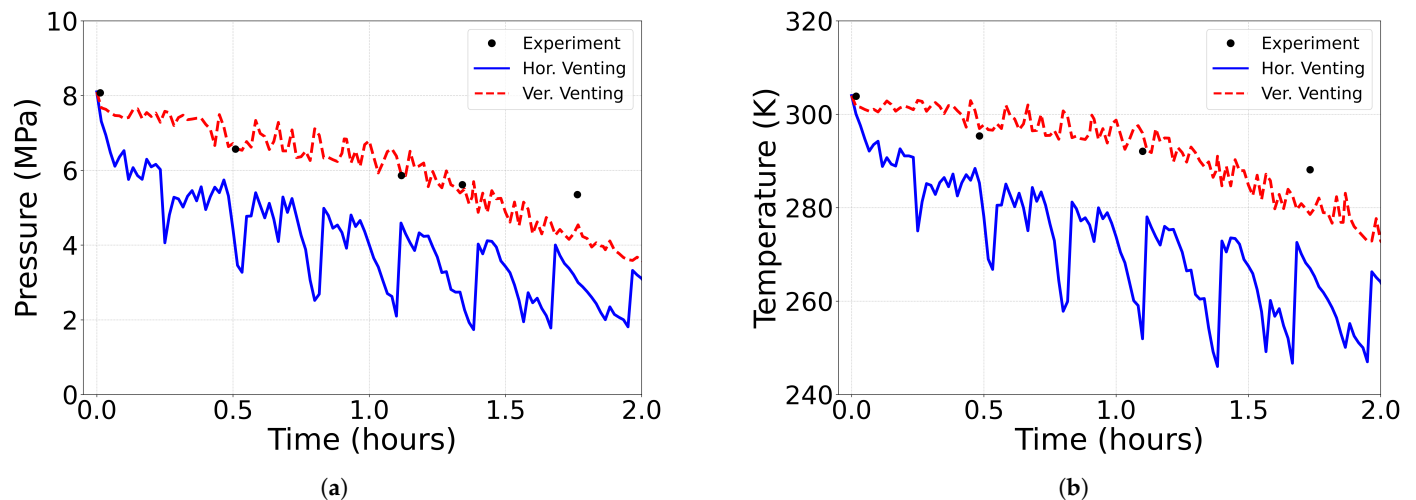 10
8
6
4
2
0
Pressure (MPa)
Experiment
Hor. Venting
Ver. Venting
0.0 0.5 1.0 1.5 2.0
Time (hours)
(a)
320
300
280
260
240
Temperature (K)
Experiment
Hor. Venting
Ver. Venting
0.0 0.5 1.0 1.5 2.0
Time (hours)
(b)